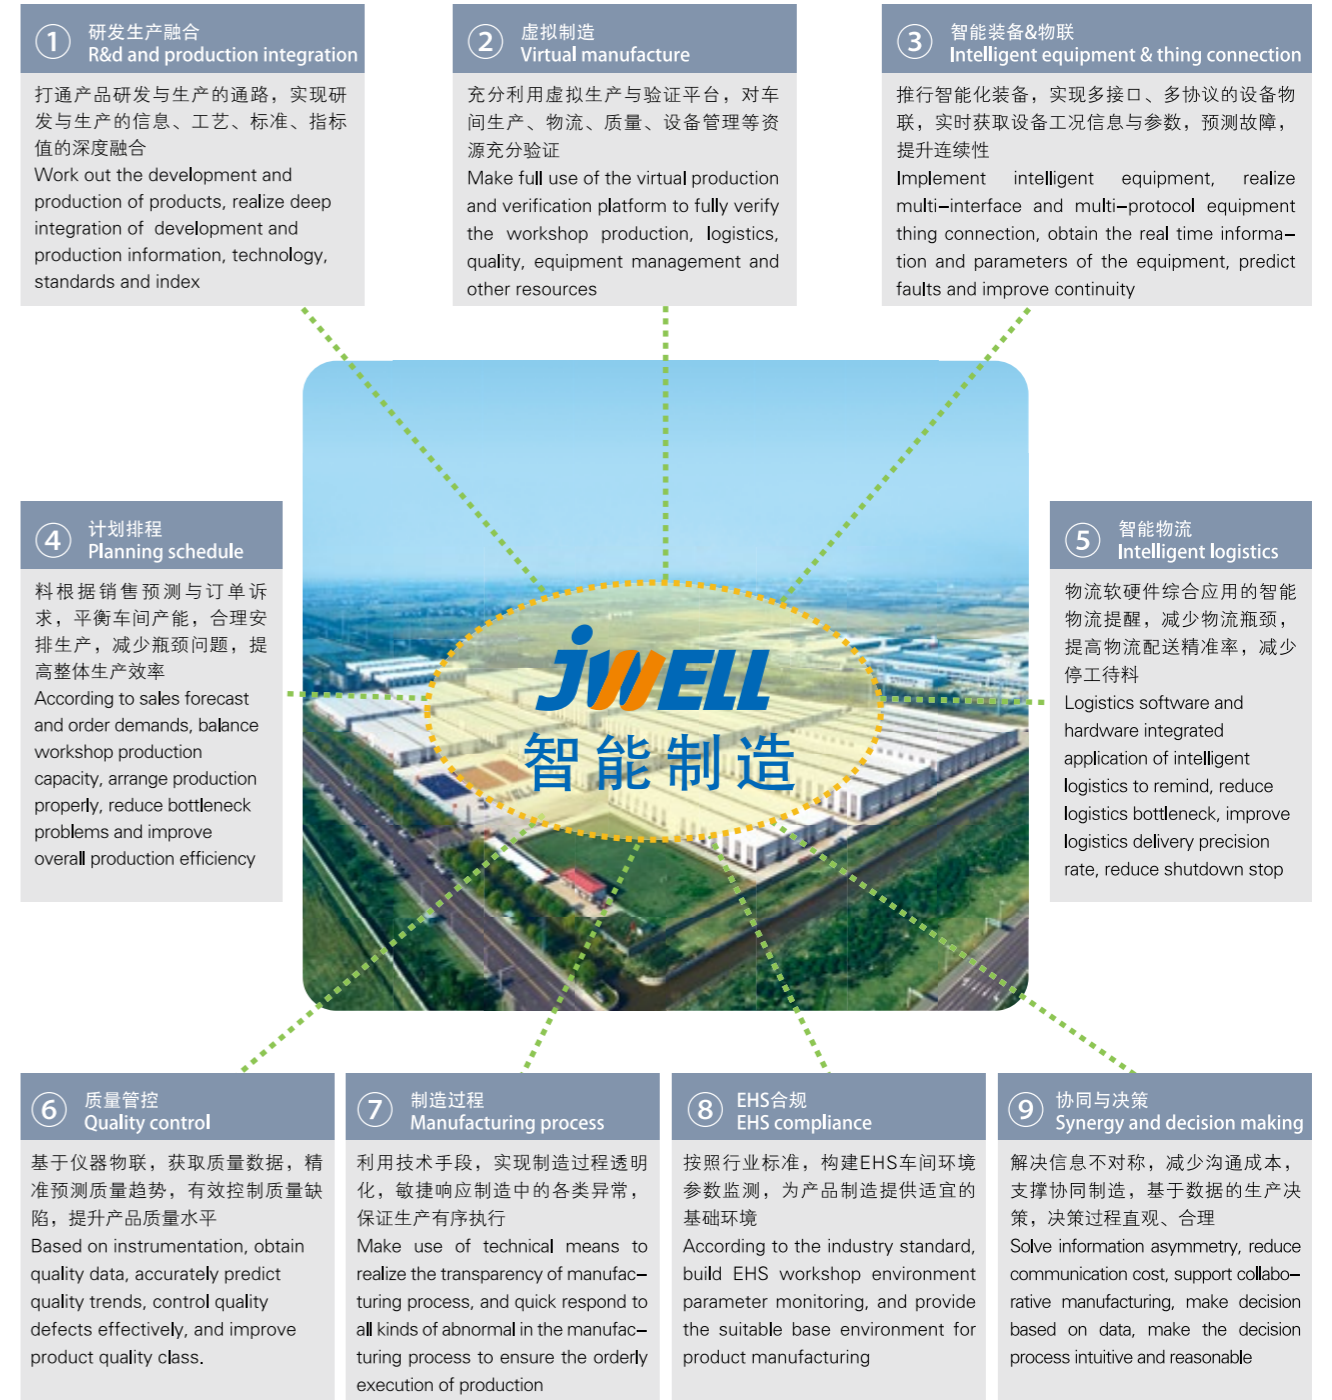 ① 研发生产融合
R&d and production integration
打通产品研发与生产的通路，实现研
发与生产的信息、工艺、标准、指标
值的深度融合
Work out the development and
production of products, realize deep
integration of development and
production information, technology,
standards and index
② 虚拟制造
Virtual manufacture
充分利用虚拟生产与验证平台，对车
间生产、物流、质量、设备管理等资
源充分验证
Make full use of the virtual production
and verification platform to fully verify
the workshop production, logistics,
quality, equipment management and
other resources
③ 智能装备&物联
Intelligent equipment & thing connection
推行智能化装备，实现多接口、多协议的设备物
联，实时获取设备工况信息与参数，预测故障，
提升连续性
Implement intelligent equipment, realize
multi-interface and multi-protocol equipment
thing connection, obtain the real time informa-
tion and parameters of the equipment, predict
faults and improve continuity
④ 计划排程
Planning schedule
料根据销售预测与订单诉
求，平衡车间产能，合理安
排生产，减少瓶颈问题，提
高整体生产效率
According to sales forecast
and order demands, balance
workshop production
capacity, arrange production
properly, reduce bottleneck
problems and improve
overall production efficiency
JWELL
智能制造
⑤ 智能物流
Intelligent logistics
物流软硬件综合应用的智能
物流提醒，减少物流瓶颈，
提高物流配送精准率，减少
停工待料
Logistics software and
hardware integrated
application of intelligent
logistics to remind, reduce
logistics bottleneck, improve
logistics delivery precision
rate, reduce shutdown stop
⑥ 质量管控
Quality control
基于仪器物联，获取质量数据，精
准预测质量趋势，有效控制质量缺
陷，提升产品质量水平
Based on instrumentation, obtain
quality data, accurately predict
quality trends, control quality
defects effectively, and improve
product quality class.
⑦ 制造过程
Manufacturing process
利用技术手段，实现制造过程透明
化，敏捷响应制造中的各类异常，
保证生产有序执行
Make use of technical means to
realize the transparency of manufac-
turing process, and quick respond to
all kinds of abnormal in the manufac-
turing process to ensure the orderly
execution of production
⑧ EHS合规
EHS compliance
按照行业标准，构建EHS车间环境
参数监测，为产品制造提供适宜的
基础环境
According to the industry standard,
build EHS workshop environment
parameter monitoring, and provide
the suitable base environment for
product manufacturing
⑨ 协同与决策
Synergy and decision making
解决信息不对称，减少沟通成本，
支撑协同制造，基于数据的生产决
策，决策过程直观、合理
Solve information asymmetry, reduce
communication cost, support collabo-
rative manufacturing, make decision
based on data, make the decision
process intuitive and reasonable